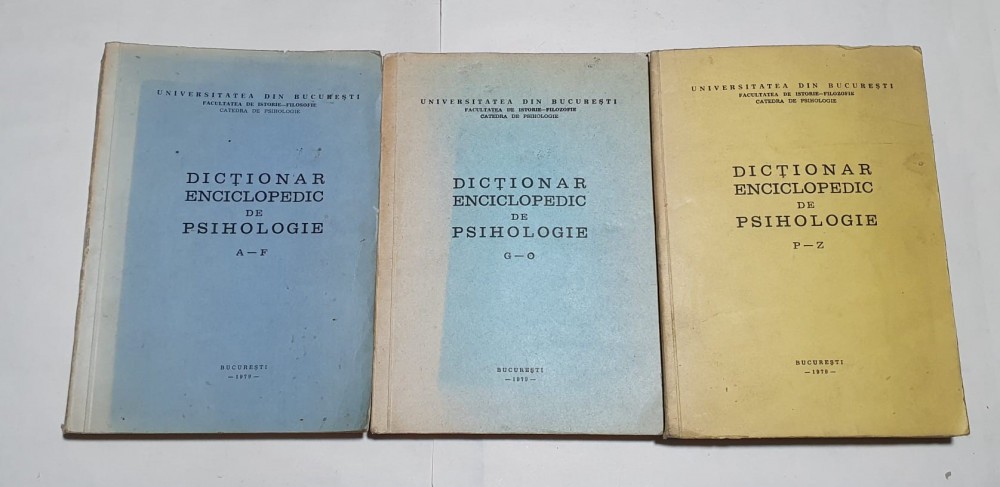 UNIVERSITATEA DIN BUCUREȘTI
FACULTATEA DE ISTORIE—FILOSOFIE
CATEDRA DE PSIHOLOGIE
DICȚIONAR
ENCICLOPEDIC
DE
PSIHOLOGIE
A—F
BUCUREȘTI
—1979—
UNIVERSITATEA DIN BUCUREȘTI
FACULTATEA DE ISTORIE—FILOZOFIE
CATEDRA DE PSIHOLOGIE
DICȚIONAR
ENCICLOPEDIC
DE
PSIHOLOGIE
G—O
BUCUREȘTI
—1979—
UNIVERSITATEA DIN BUCUREȘTI
FACULTATEA DE ISTORIE—FILOZOFIE
CATEDRA DE PSIHOLOGIE
DICȚIONAR
ENCICLOPEDIC
DE
PSIHOLOGIE
P—Z
BUCUREȘTI
—1979—